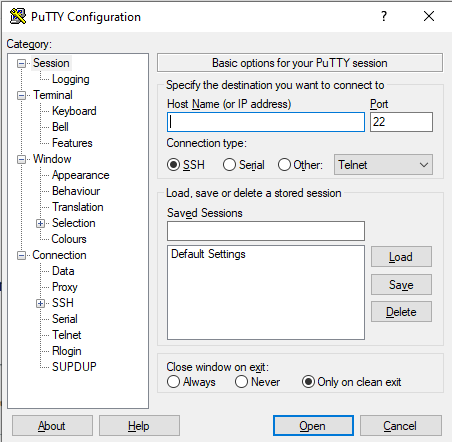 PuTTY Configuration
?
Category:
Session
Logging
Terminal
Keyboard
Bell
Features
Window
Appearance
Behaviour
Translation
Selection
Colours
Connection
Data
Proxy
SSH
Serial
Telnet
Rlogin
SUPDUP
Basic options for your PuTTY session
Specify the destination you want to connect to
Host Name (or IP address) Port
22
Connection type:
SSH Serial Other: Telnet
Load, save or delete a stored session
Saved Sessions
Default Settings
Load
Save
Delete
Close window on exit:
Always Never Only on clean exit
About Help Open Cancel